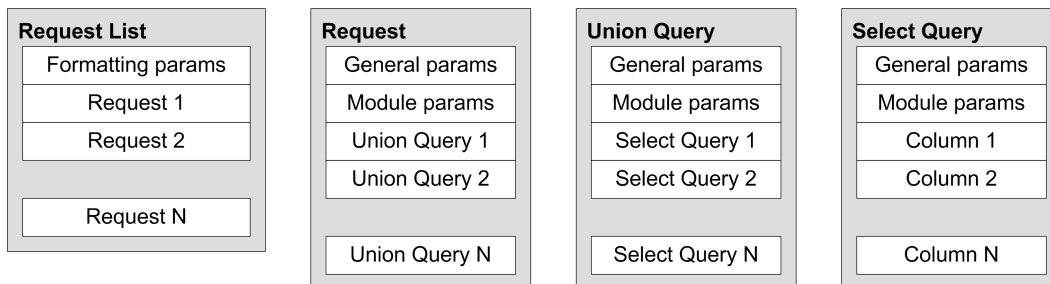 Request List
Formatting params
Request 1
Request 2
Request N
Request
General params
Module params
Union Query 1
Union Query 2
Union Query N
Union Query
General params
Module params
Select Query 1
Select Query 2
Select Query N
Select Query
General params
Module params
Column 1
Column 2
Column N